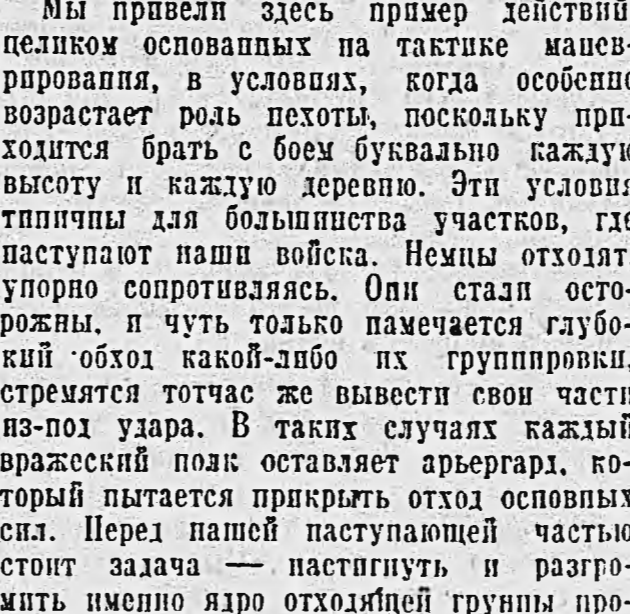 Мы привели здесь пример действий
целиком основанных на тактике манев-
рирования, в условиях, когда особенно
возрастает роль пехоты, поскольку при-
ходится брать с боем буквально каждую
высоту и каждую деревню. Эти условия
типичны для большинства участков, где
наступают наши войска. Немцы отходят,
упорно сопротивляясь. Они стали осто-
рожны, и чуть только намечается глубо-
кий обход какой-либо их группировки,
стремятся тотчас же вывести свои части
из-под удара. В таких случаях каждый
вражеский полк оставляет арьергард, ко-
торый пытается прикрыть отход основных
сил. Перед нашей наступающей частью
стоит задача — настигнуть и разгро-
мить именно ядро отходящей группы про-